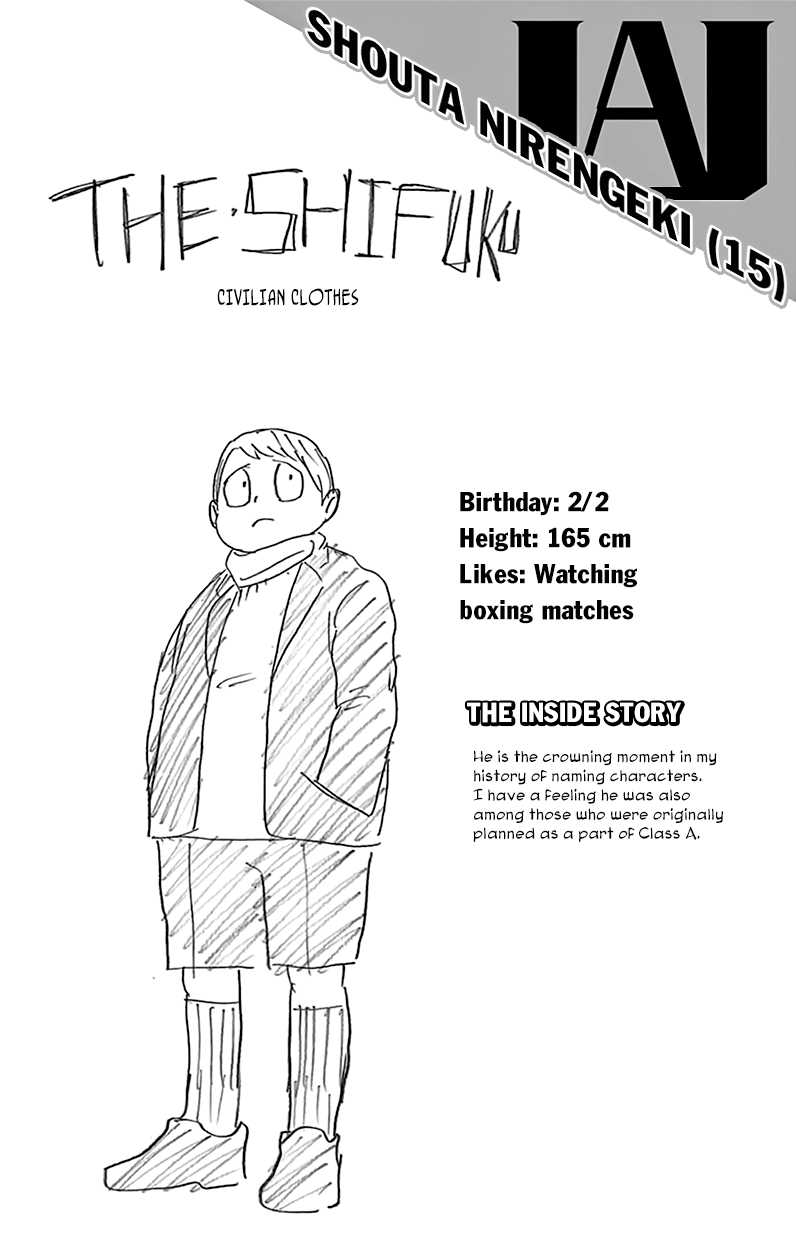 SHOUTA NIRENGEKI (15)
UA
THE·SHIFUKU
CIVILIAN CLOTHES
Birthday: 2/2
Height: 165 cm
Likes: Watching
boxing matches
THE INSIDE STORY
He is the crowning moment in my
history of naming characters.
I have a feeling he was also
among those who were originally
planned as a part of Class A.